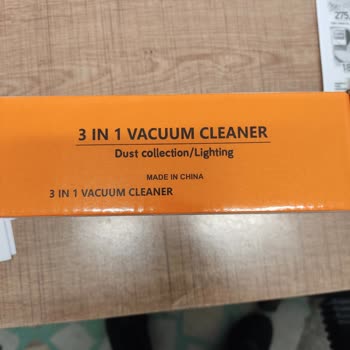 3 IN 1 VACUUM CLEANER
Dust collection/Lighting
MADE IN CHINA
3 IN 1 VACUUM CLEANER